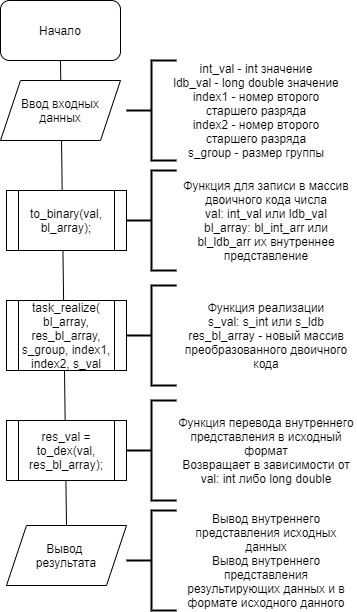 Начало
Ввод входных
данных
int_val - int значение
ldb_val - long double значение
index1 - номер второго
старшего разряда
index2 - номер второго
старшего разряда
s_group - размер группы
to_binary(val,
bl_array);
Функция для записи в массив
двоичного кода числа
val: int_val или ldb_val
bl_array: bl_int_arr или
bl_ldb_arr их внутреннее
представление
task_realize(
bl_array,
res_bl_array,
s_group, index1,
index2, s_val
Функция реализации
s_val: s_int или s_ldb
res_bl_array - новый массив
преобразованного двоичного
кода
res_val =
to_dex(val,
res_bl_array);
Функция перевода внутреннего
представления в исходный
формат
Возвращает в зависимости от
val: int либо long double
Вывод
результата
Вывод внутреннего
представления исходных
данных
Вывод внутреннего
представления
результирующих данных и в
формате исходного данного